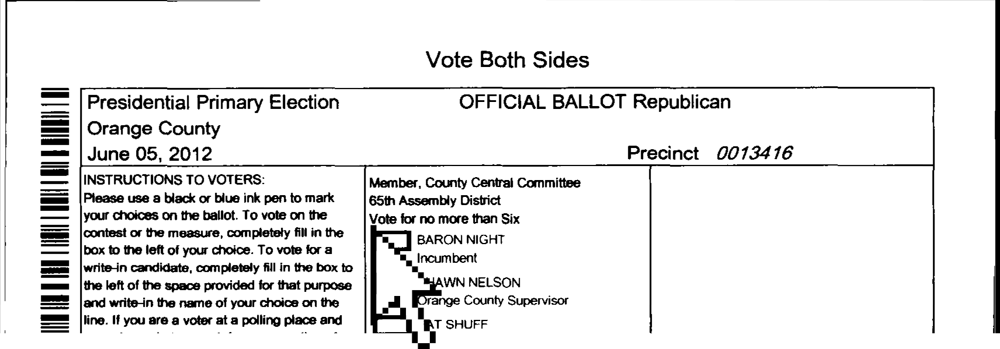 Vote Both Sides
Presidential Primary Election
OFFICIAL BALLOT Republican
Orange County
June 05, 2012
Precinct 0013416
INSTRUCTIONS TO VOTERS:
Please use a black or blue ink pen to mark
your choices on the ballot. To vote on the
contest or the measure, completely fill in the
box to the left of your choice. To vote for a
write-in candidate, completely fill in the box to
the left of the space provided for that purpose
and write-in the name of your choice on the
line. If you are a voter at a polling place and
Member, County Central Committee
65th Assembly District
Vote for no more than Six
BARON NIGHT
Incumbent
NELSON
Orange County Supervisor
SHUFF